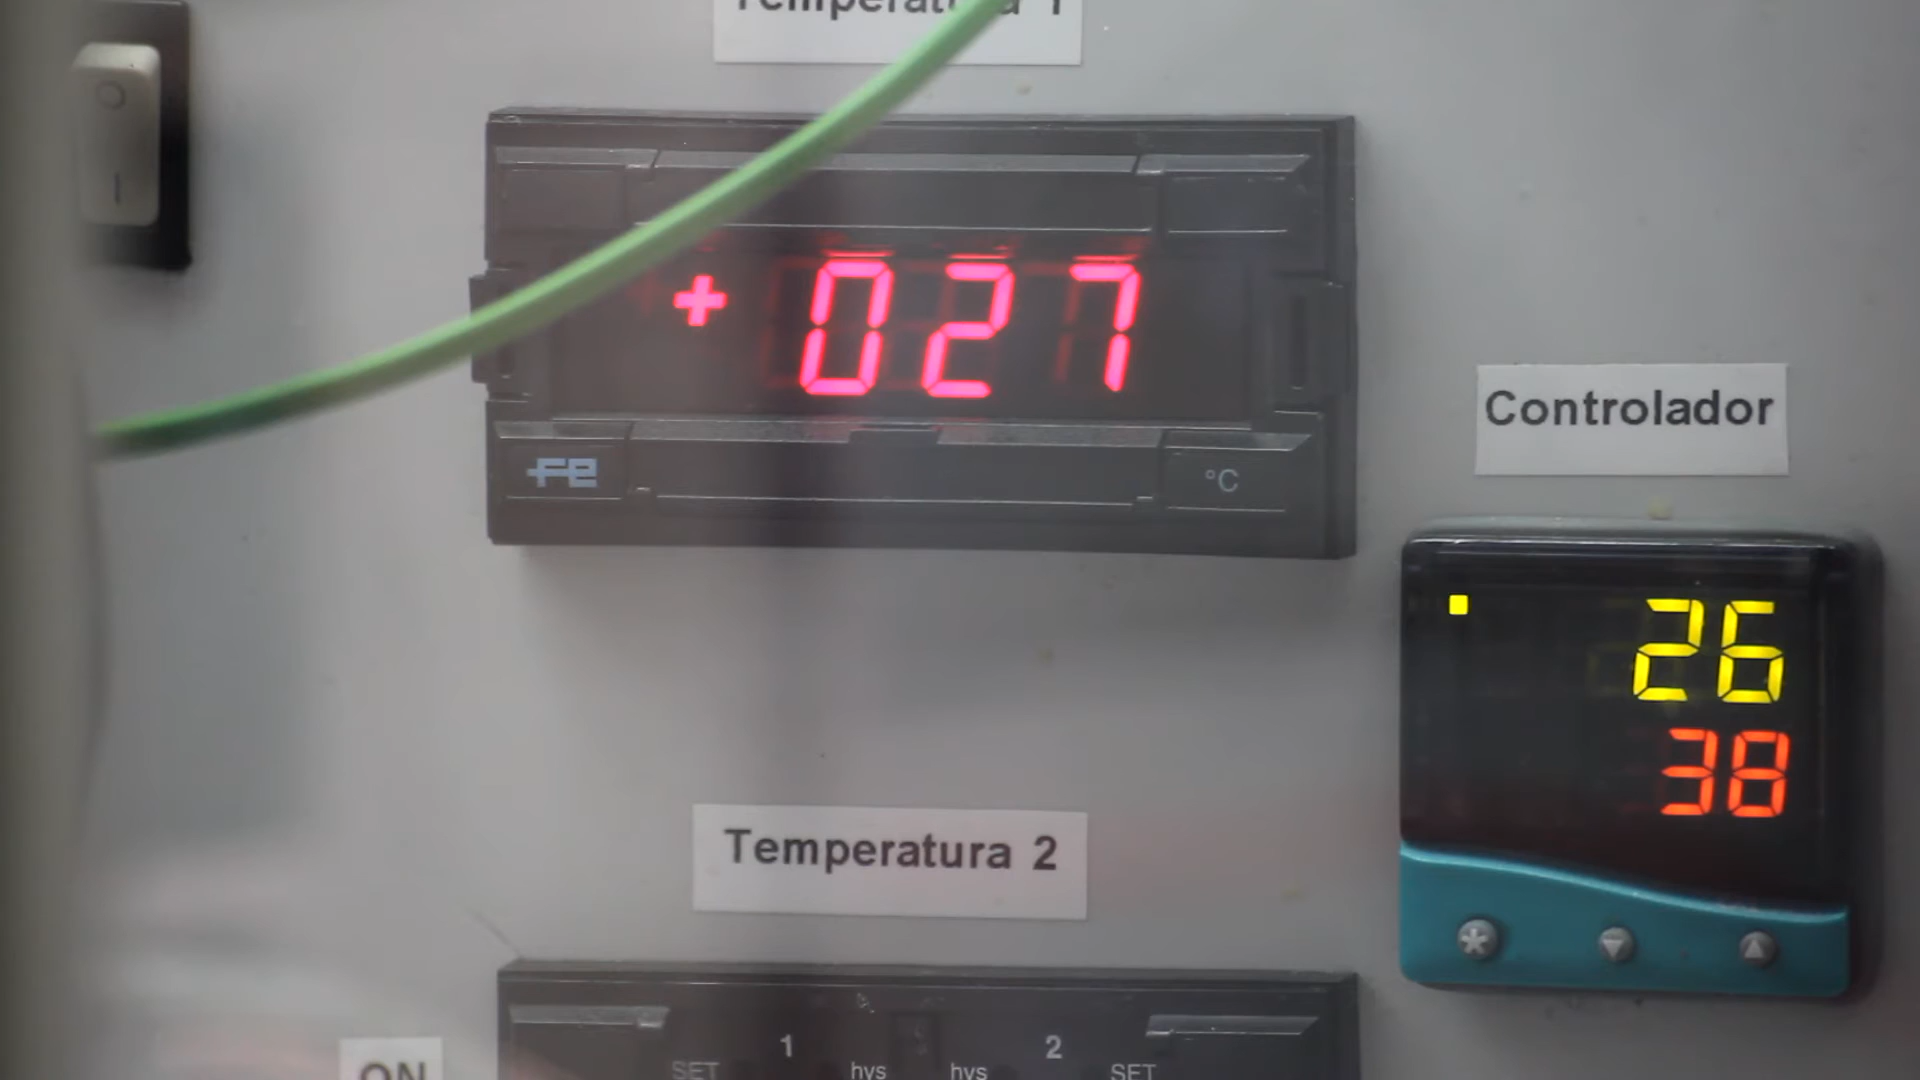 Temperatura 1
+027
°C
Controlador
26
38
Temperatura 2
1 2
SET hys hys SET
ON